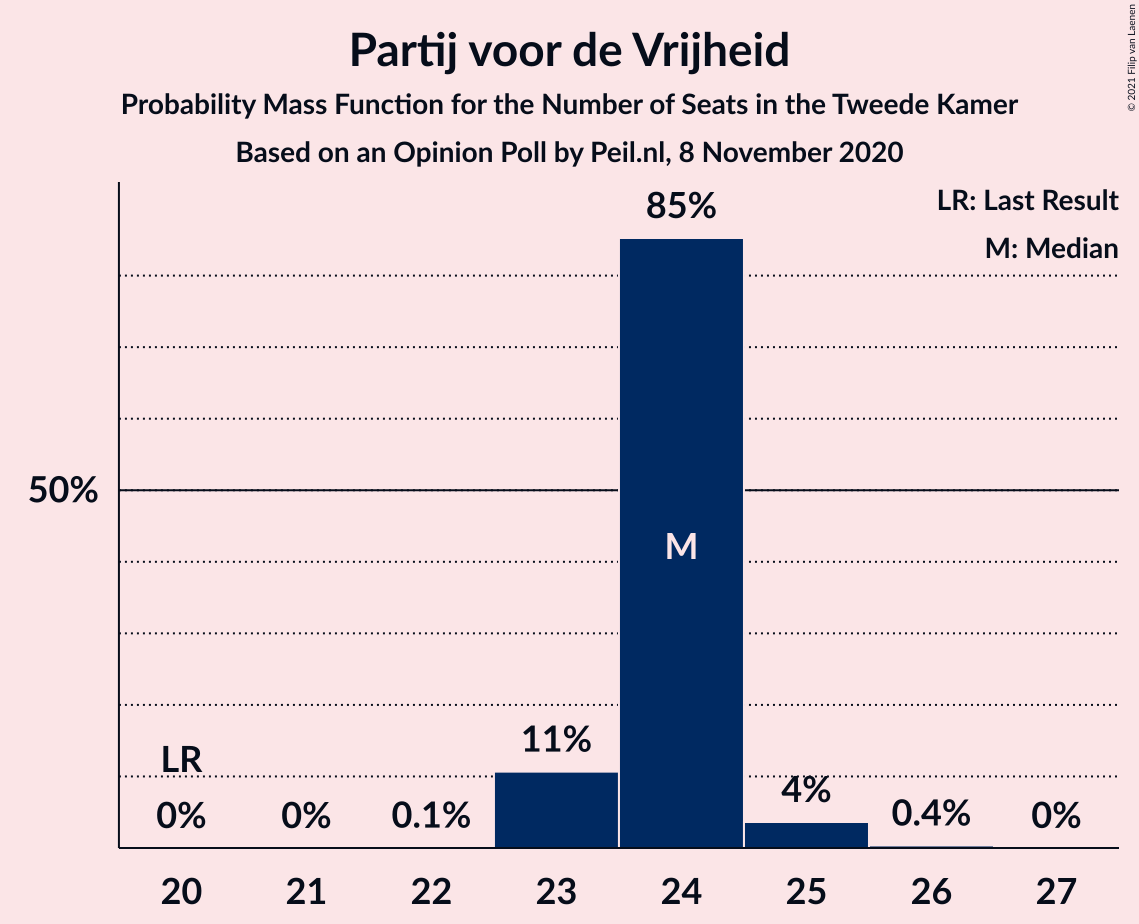 Partij voor de Vrijheid
Probability Mass Function for the Number of Seats in the Tweede Kamer
Based on an Opinion Poll by Peil.nl, 8 November 2020
© 2021 Filip van Laenen
LR: Last Result
M: Median
85%
50%
M
11%
LR
4%
0% 0% 0.1% 0.4% 0%
20 21 22 23 24 25 26 27